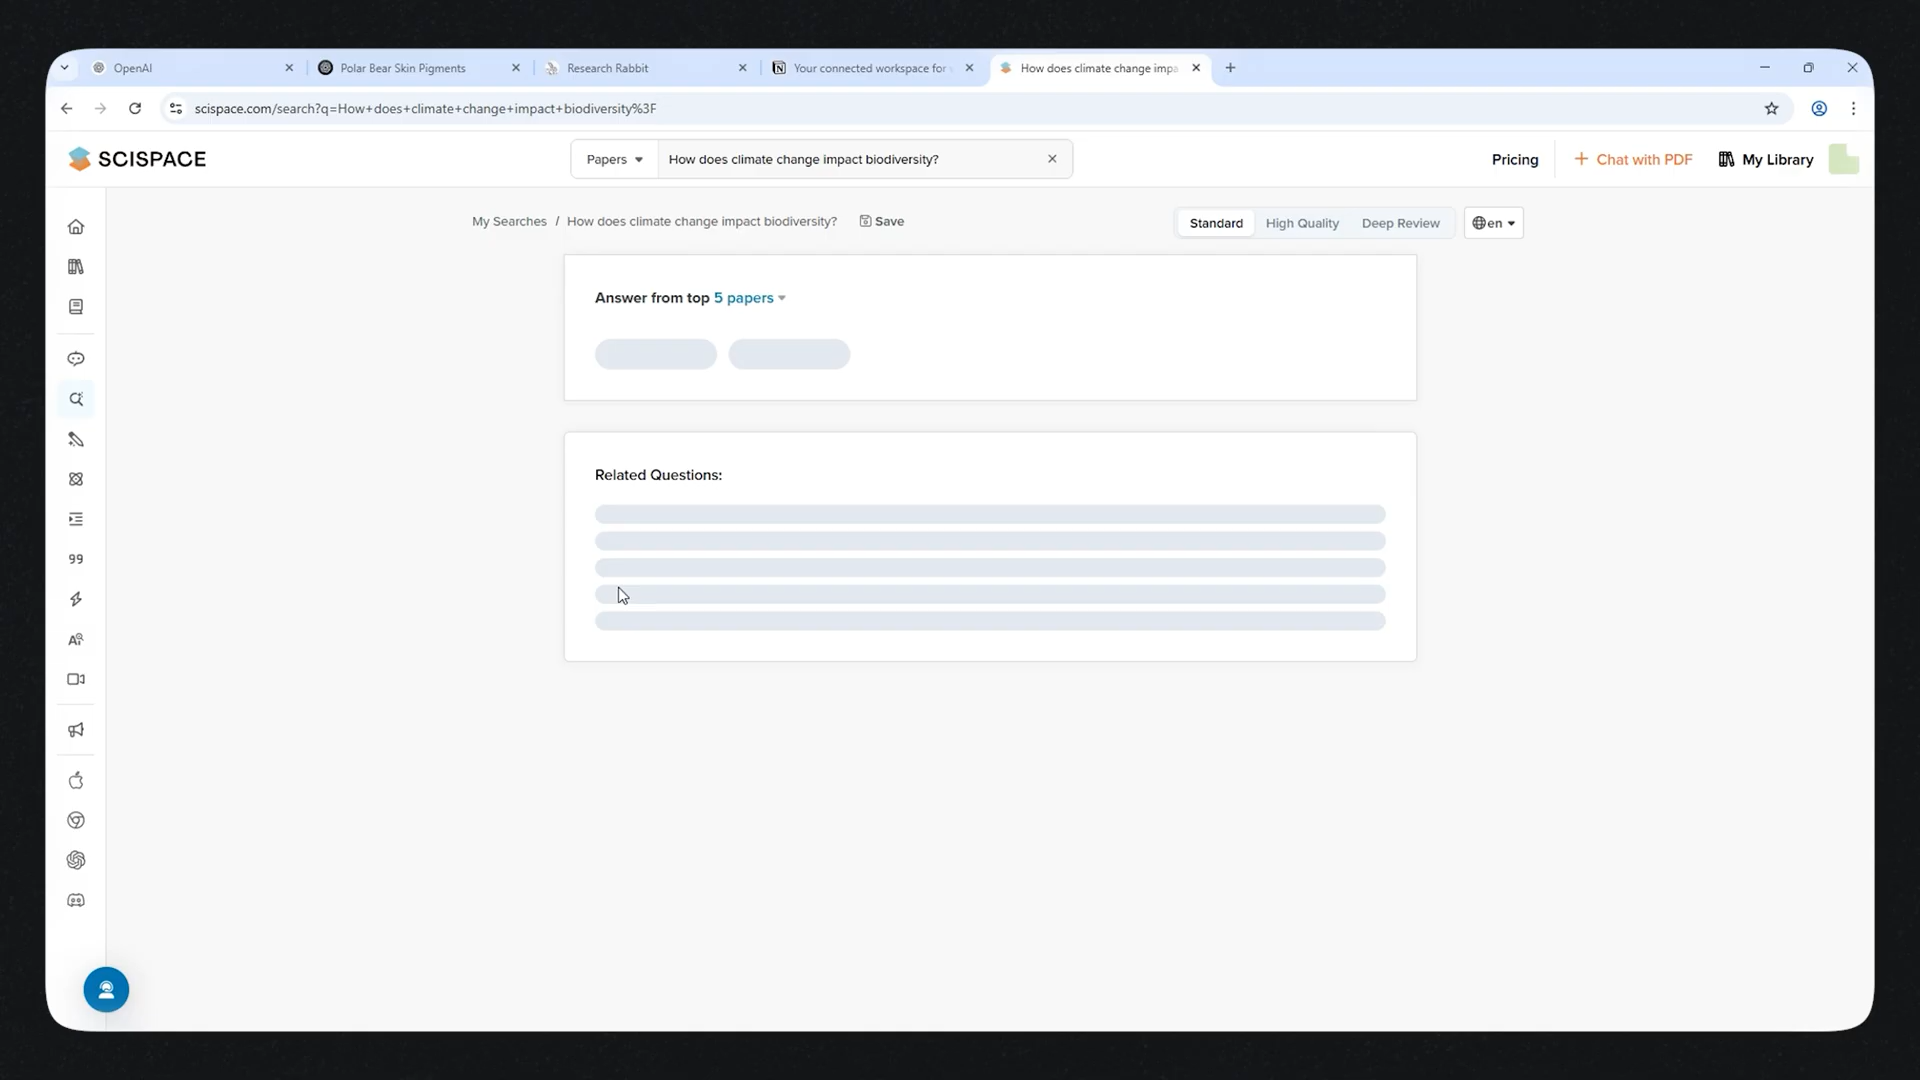 OpenAI
Polar Bear Skin Pigments
Research Rabbit
Your connected workspace for
How does climate change impa
scispace.com/search?q=How+does+climate+change+impact+biodiversity%3F
SCISPACE
Papers
How does climate change impact biodiversity?
Pricing
+ Chat with PDF
My Library
My Searches / How does climate change impact biodiversity?
Save
Standard
High Quality
Deep Review
en
Answer from top 5 papers
Related Questions: